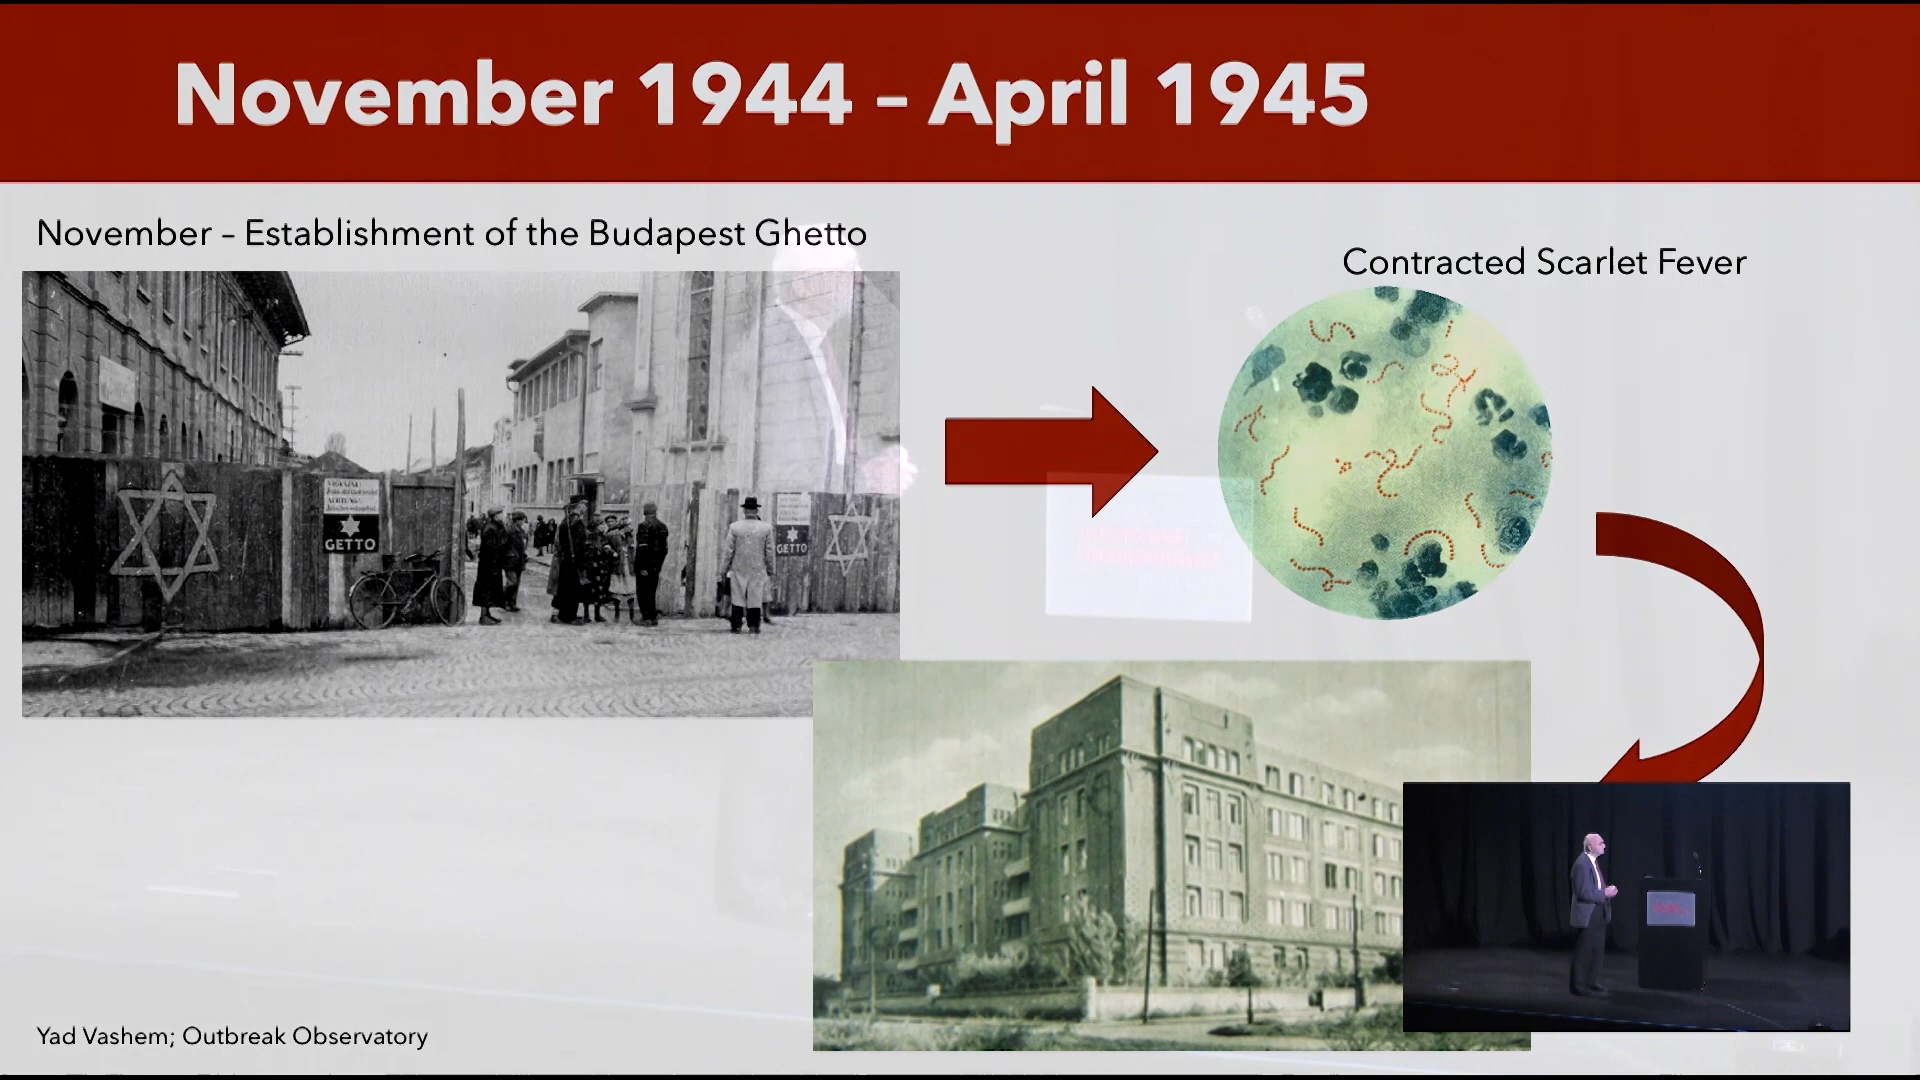 November 1944 – April 1945
November – Establishment of the Budapest Ghetto
Contracted Scarlet Fever
GETTO
GETTO
Yad Vashem; Outbreak Observatory